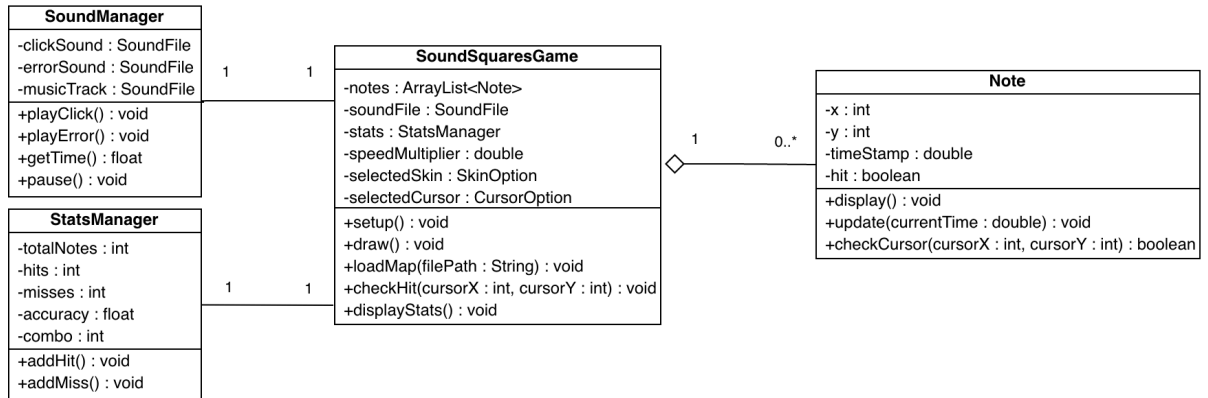 SoundManager
-clickSound : SoundFile
-errorSound : SoundFile
-musicTrack : SoundFile
+playClick() : void
+playError() : void
+getTime() : float
+pause() : void
1
1
StatsManager
-totalNotes : int
-hits : int
-misses : int
-accuracy : float
-combo : int
+addHit() : void
+addMiss() : void
1
1
SoundSquaresGame
-notes : ArrayList<Note>
-soundFile : SoundFile
-stats : StatsManager
-speedMultiplier : double
-selectedSkin : SkinOption
-selectedCursor : CursorOption
+setup() : void
+draw() : void
+loadMap(filePath : String) : void
+checkHit(cursorX : int, cursorY : int) : void
+displayStats() : void
1
0..*
Note
-x : int
-y : int
-timeStamp : double
-hit : boolean
+display() : void
+update(currentTime : double) : void
+checkCursor(cursorX : int, cursorY : int) : boolean